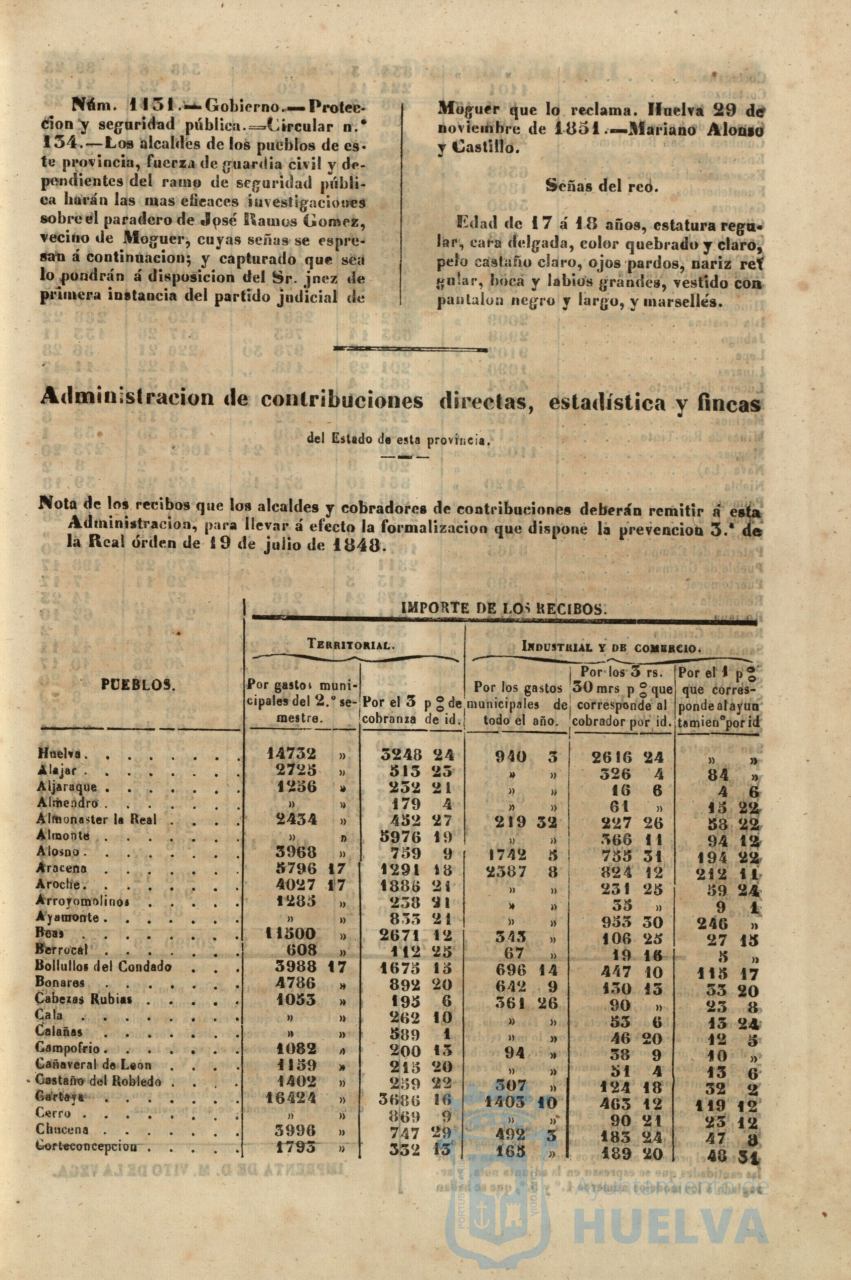 Núm. 1131.—Gobierno.—Protec-
cion y seguridad pública.—Circular n.º
134.—Los alcaldes de los pueblos de es-
te provincia, fuerza de guardia civil y de-
pendientes del ramo de seguridad públi-
ca harán las mas eficaces investigaciones
sobre el paradero de José Ramos Gomez,
vecino de Moguer, cuyas señas se espre-
san á continuacion; y capturado que sea
lo pondrán á disposicion del Sr. jnez de
primera instancia del partido judicial de
Moguer que lo reclama. Huelva 29 de
noviembre de 1851.—Mariano Alonso
y Castillo.
Señas del reo.
Edad de 17 á 18 años, estatura regu-
lar, cara delgada, color quebrado y claro,
pelo castaño claro, ojos pardos, nariz re
gular, boca y labios grandes, vestido con
pantalon negro y largo, y marsellés.
Administracion de contribuciones directas, estadística y fincas
del Estado de esta provincia.
Nota de los recibos que los alcaldes y cobradores de contribuciones deberán remitir á esta
Administracion, para llevar á efecto la formalizacion que dispone la prevencion 3.ª de
la Real órden de 19 de julio de 1848.
IMPORTE DE LOS RECIBOS.
TERRITORIAL. INDUSTRIAL Y DE COMERCIO.
PUEBLOS.
Por gastos muni-
cipales del 2.º se-
mestre.
Por el 3 p% de
cobranza de id.
Por los gastos
municipales de
todo el año.
Por los 3 rs.
30 mrs p% que
corresponde al
cobrador por id.
Por el 1 p%
que corres-
ponde al ayun
tamienº por id
Huelva. . . . . . . . 14732 » 3248 24 940 3 2616 24 » »
Alajar . . . . . . . . 2725 » 513 23 » » 326 4 84 »
Aljaraque . . . . . . . 1256 » 232 21 » » 16 6 4 6
Almendro . . . . . . . » » 179 4 » » 61 » 15 22
Almonaster la Real . . . . 2434 » 452 27 219 32 227 26 58 22
Almonte . . . . . . . » » 5976 19 » » 366 11 94 12
Alosno . . . . . . . . 3968 » 759 9 1742 5 755 31 194 22
Aracena . . . . . . . 5796 17 1291 18 2387 8 824 12 212 11
Aroche. . . . . . . . 4027 17 1886 21 » » 231 25 59 24
Arroyomolinos . . . . . . 1285 » 238 21 » » 35 » 9 1
Ayamonte . . . . . . . » » 833 21 » » 953 30 246 »
Beas . . . . . . . . 11500 » 2671 12 343 » 106 25 27 15
Berrocal . . . . . . . 608 » 112 25 67 » 19 16 5 »
Bollullos del Condado . . . 3988 17 1675 15 696 14 447 10 115 17
Bonares . . . . . . . 4786 » 892 20 642 9 130 13 33 20
Cabezas Rubias . . . . . 1053 » 195 6 361 26 90 » 23 8
Cala . . . . . . . . » » 262 10 » » 53 6 13 24
Calañas . . . . . . . » » 589 1 » » 46 20 12 5
Campofrio . . . . . . . 1082 » 200 13 94 » 38 9 10 »
Cañaveral de Leon . . . . 1159 » 215 20 » » 51 4 13 6
Castaño del Robledo . . . . 1402 » 259 22 307 » 124 18 32 2
Cartaya . . . . . . . 16424 » 3686 16 1403 10 463 12 119 12
Cerro . . . . . . . . » » 869 9 » » 90 21 23 12
Chucena . . . . . . . 3996 » 747 29 492 3 183 24 47 8
Corteconcepcion . . . . . 1793 » 332 13 165 » 189 20 48 31
Ayuntamiento de
HUELVA